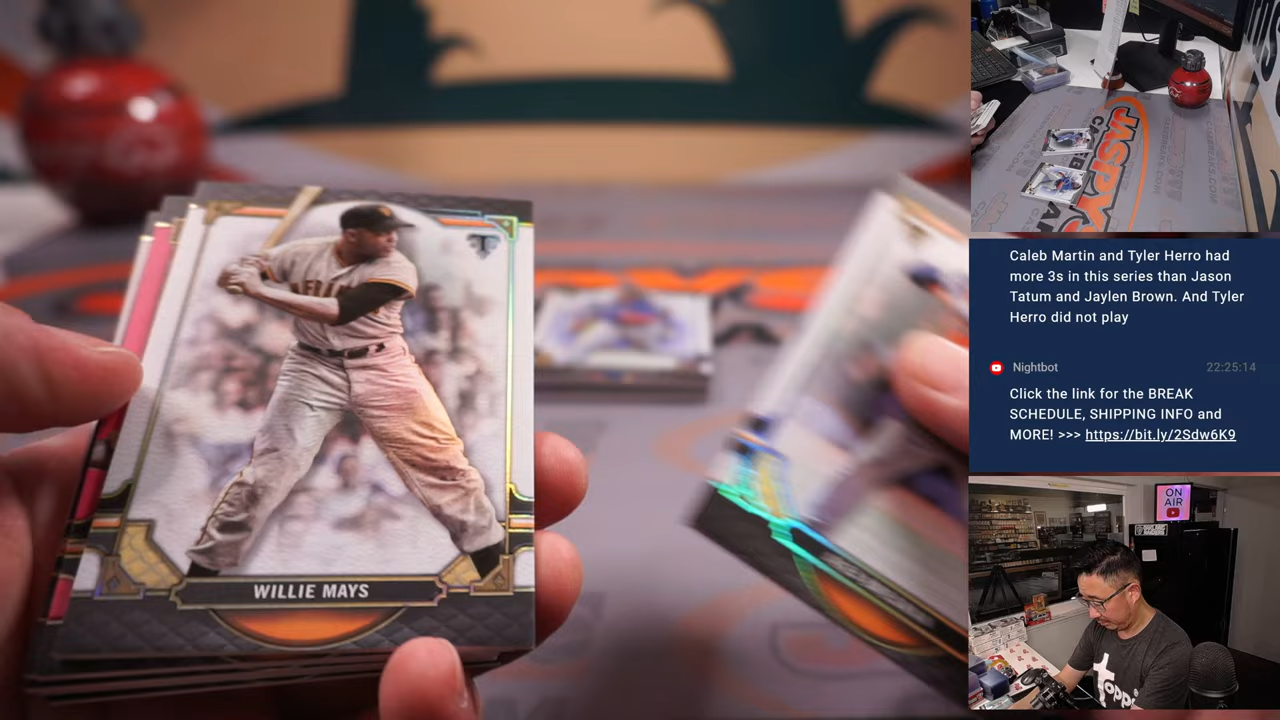 WILLIE MAYS
JASPY'S
Caleb Martin and Tyler Herro had
more 3s in this series than Jason
Tatum and Jaylen Brown. And Tyler
Herro did not play
Nightbot 22:25:14
Click the link for the BREAK
SCHEDULE, SHIPPING INFO and
MORE! >>> https://bit.ly/2Sdw6K9
ON
AIR
topps